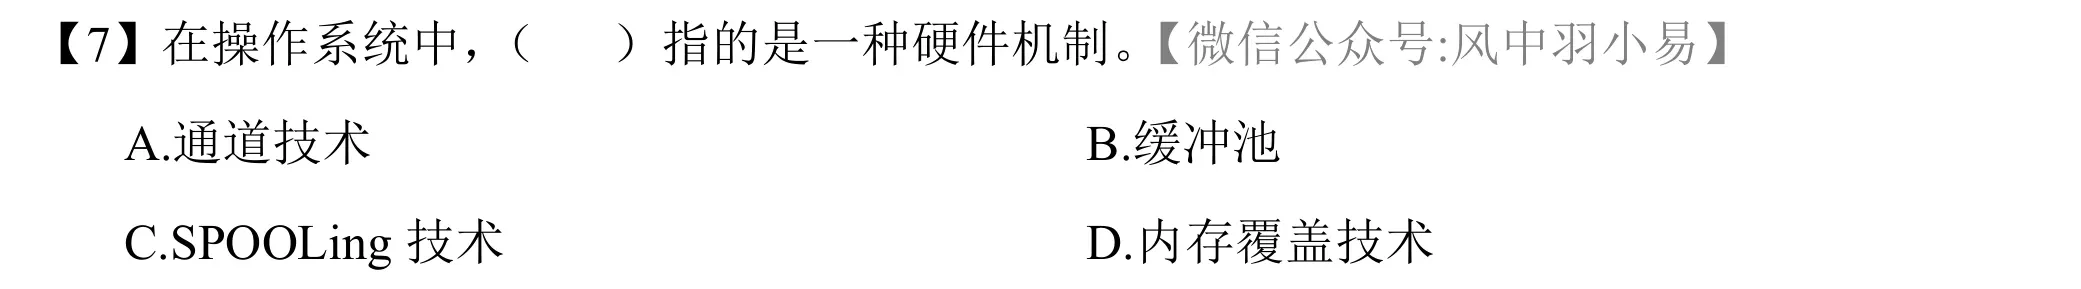 【7】在操作系统中，（ ）指的是一种硬件机制。【微信公众号:风中羽小易】
A.通道技术 B.缓冲池
C.SPOOLing 技术 D.内存覆盖技术